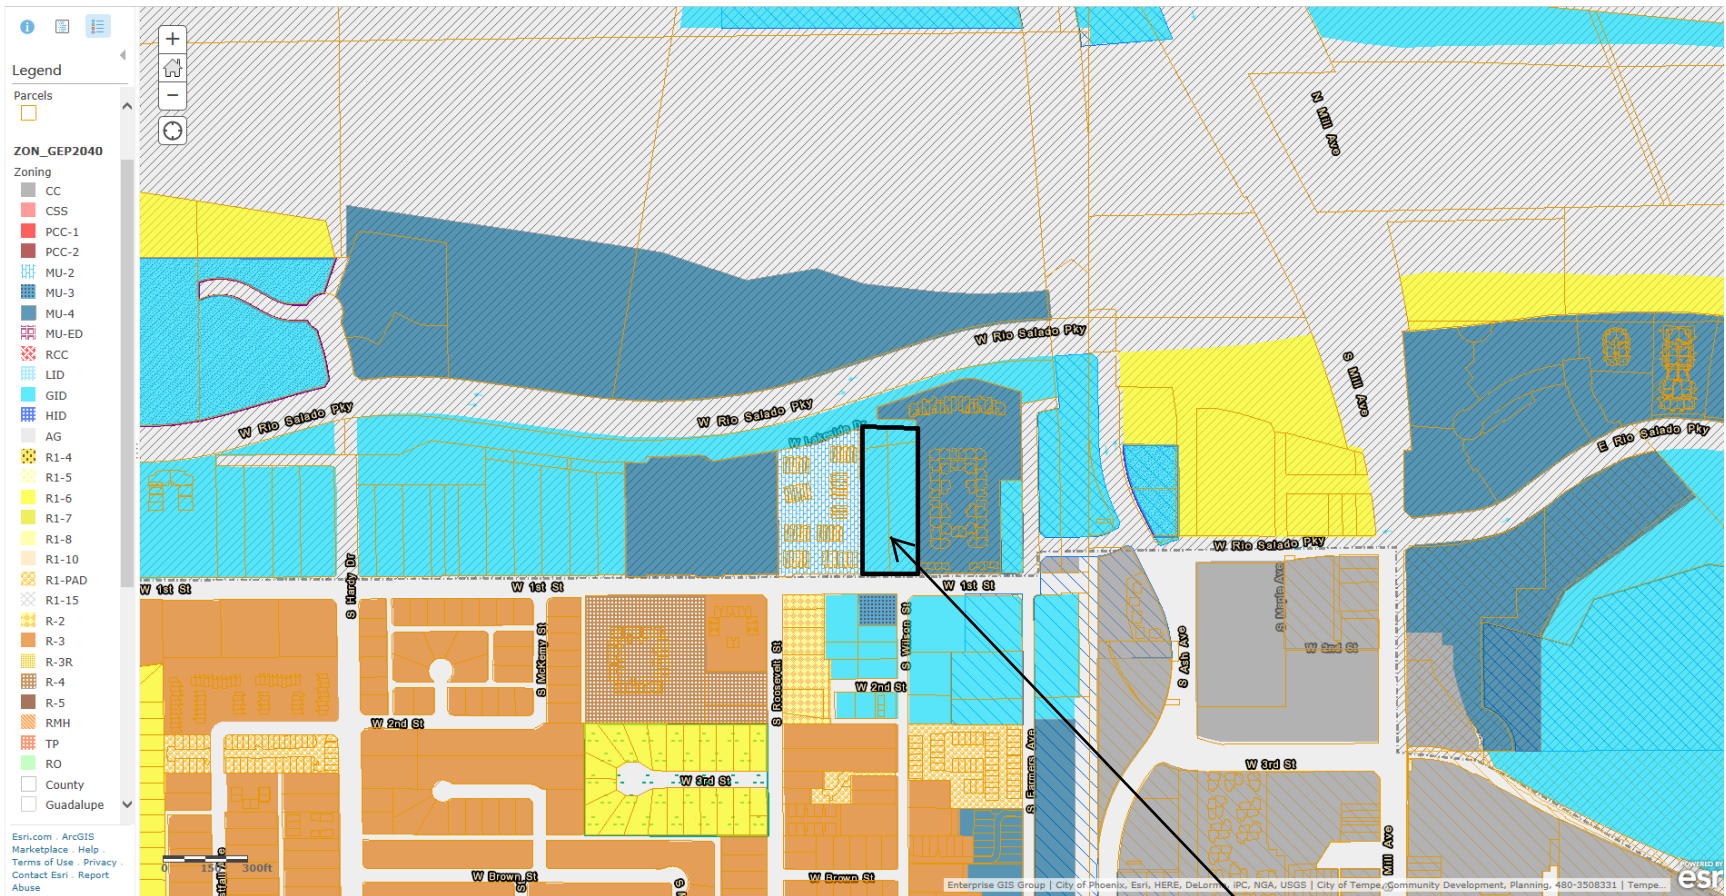 Legend
Parcels
ZON_GEP2040
Zoning
CC
CSS
PCC-1
PCC-2
MU-2
MU-3
MU-4
MU-ED
RCC
LID
GID
HID
AG
R1-4
R1-5
R1-6
R1-7
R1-8
R1-10
R1-PAD
R1-15
R-2
R-3
R-3R
R-4
R-5
RMH
TP
RO
County
Guadalupe
Esri.com . ArcGIS
Marketplace . Help .
Terms of Use . Privacy .
Contact Esri . Report
Abuse
N Mill Ave
W Rio Salado Pky
S Mill Ave
W Rio Salado Pky
W Rio Salado Pky
W Lakeside Dr
E Rio Salado Pky
W Rio Salado Pky
W 1st St
S Hardy Dr
W 1st St
W 1st St
S McKemy St
S Roosevelt St
S Wilson St
S Maple Ave
W 2nd St
S Ash Ave
W 2nd St
W 2nd St
W 3rd St
S Farmers Ave
W 3rd St
Mill Ave
0 150 300ft
W Brown St
W Brown St
POWERED BY
esri
Enterprise GIS Group | City of Phoenix, Esri, HERE, DeLorme, iPC, NGA, USGS | City of Tempe, Community Development, Planning, 480-3508331 | Tempe...